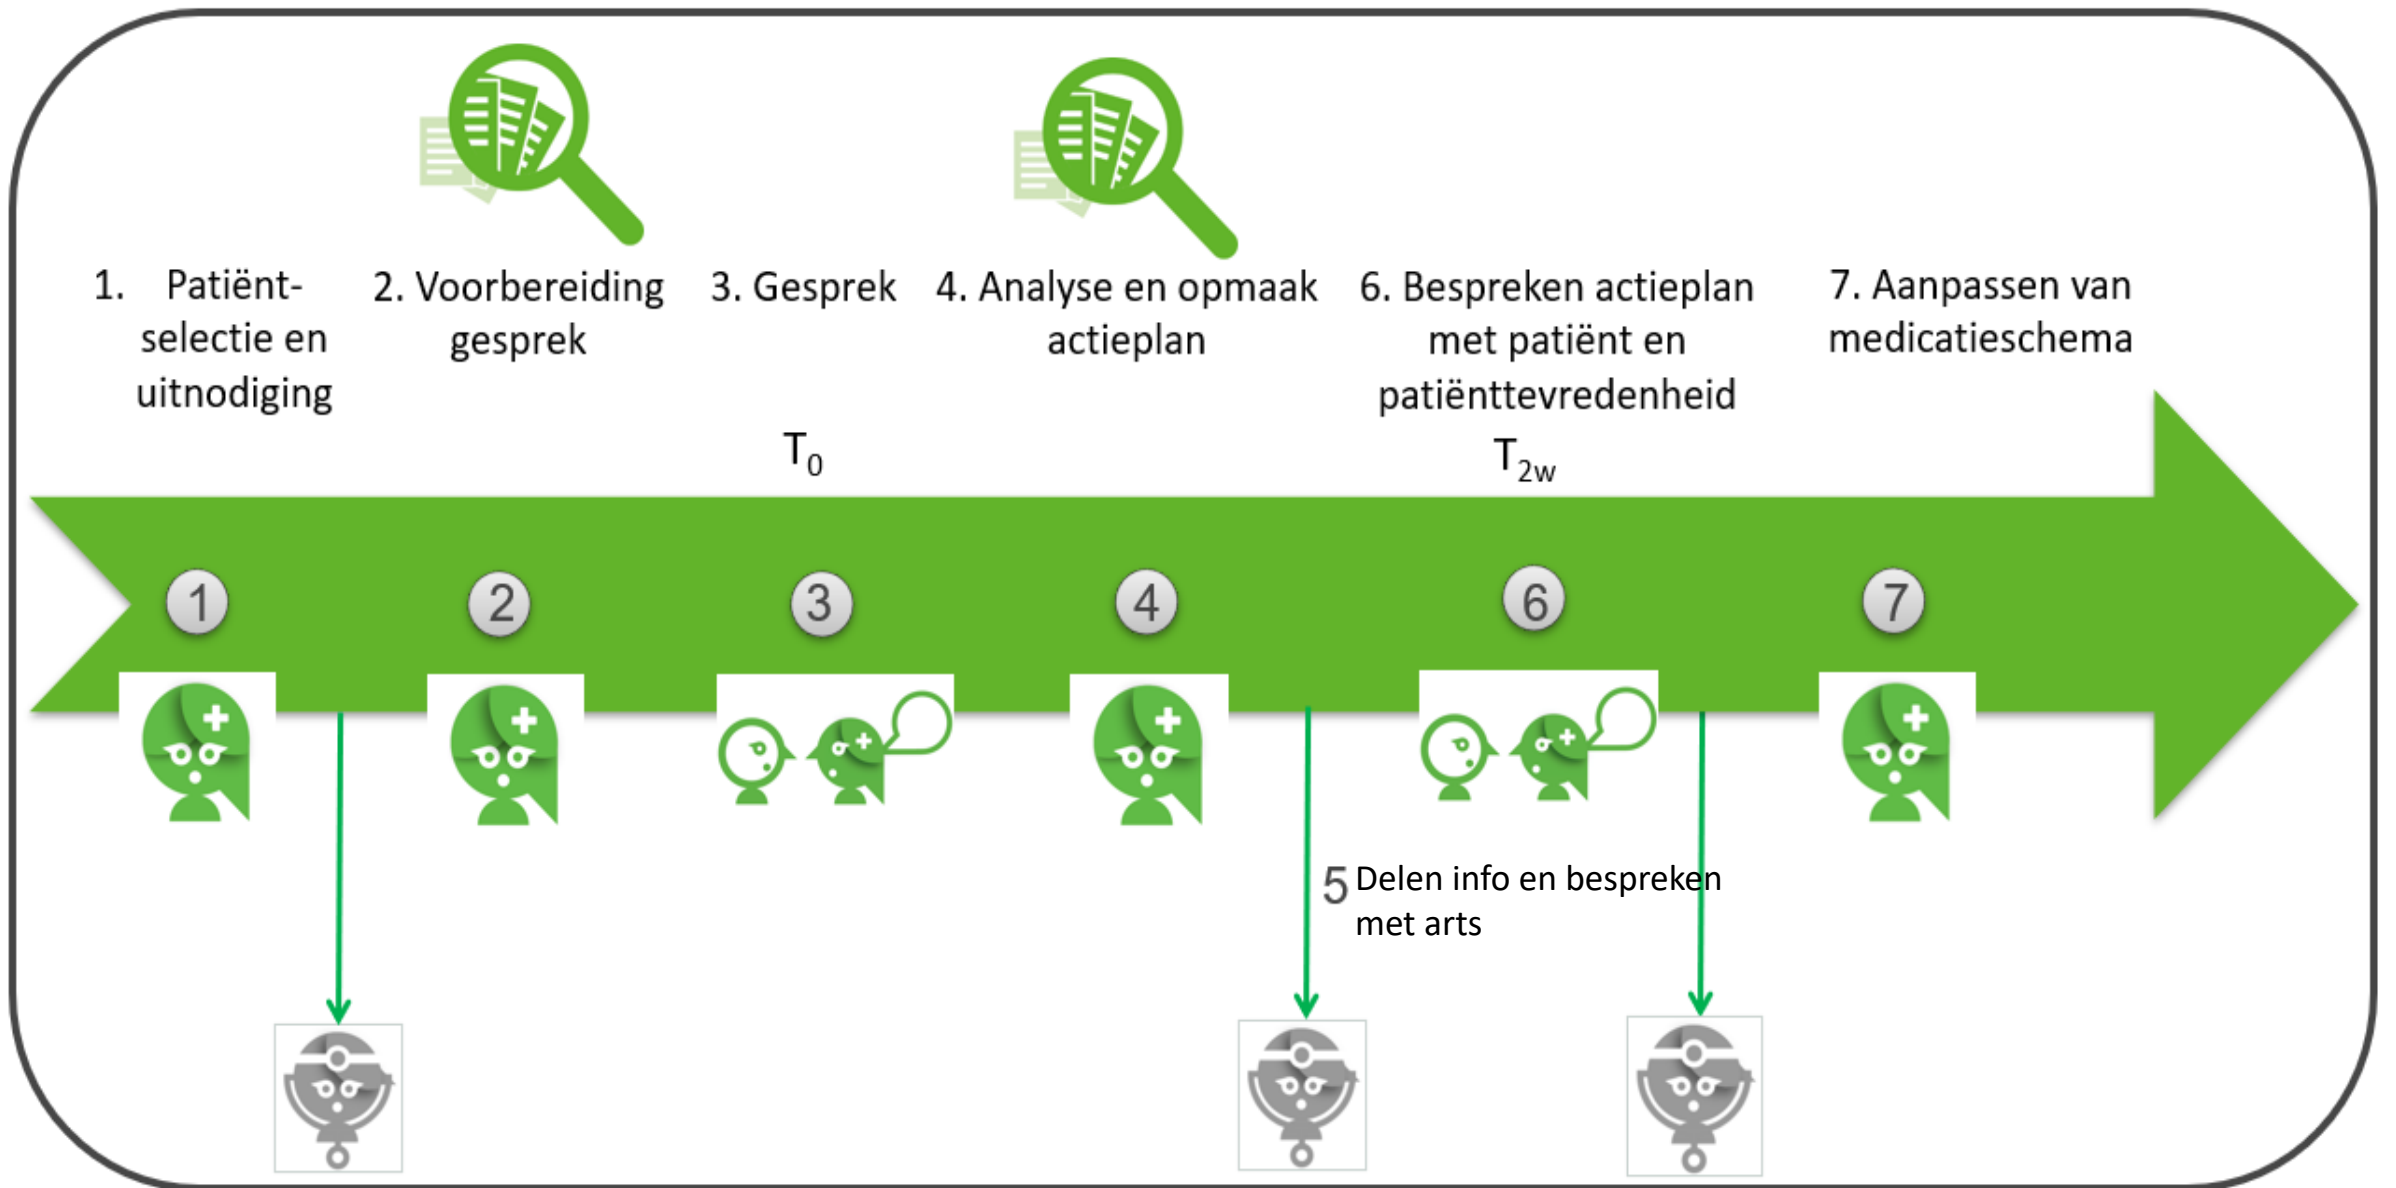 1. Patiënt-
selectie en
uitnodiging
2. Voorbereiding
gesprek
3. Gesprek
4. Analyse en opmaak
actieplan
6. Bespreken actieplan
met patiënt en
patiënttevredenheid
7. Aanpassen van
medicatieschema
T0
T2w
1
2
3
4
6
7
5 Delen info en bespreken
met arts